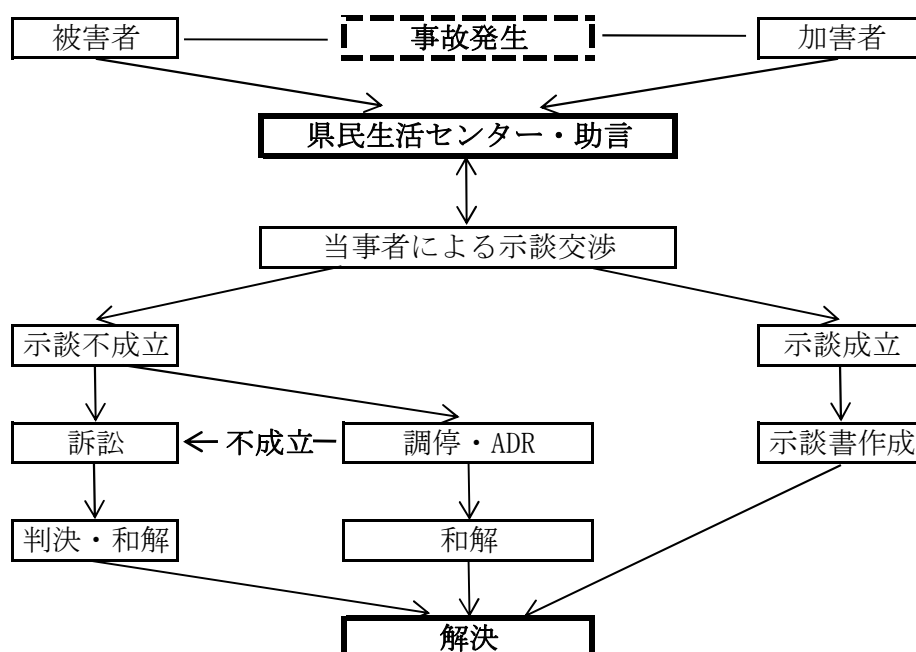 被害者
事故発生
加害者
県民生活センター・助言
当事者による示談交渉
示談不成立
示談成立
訴訟
不成立
調停・ADR
示談書作成
判決・和解
和解
解決